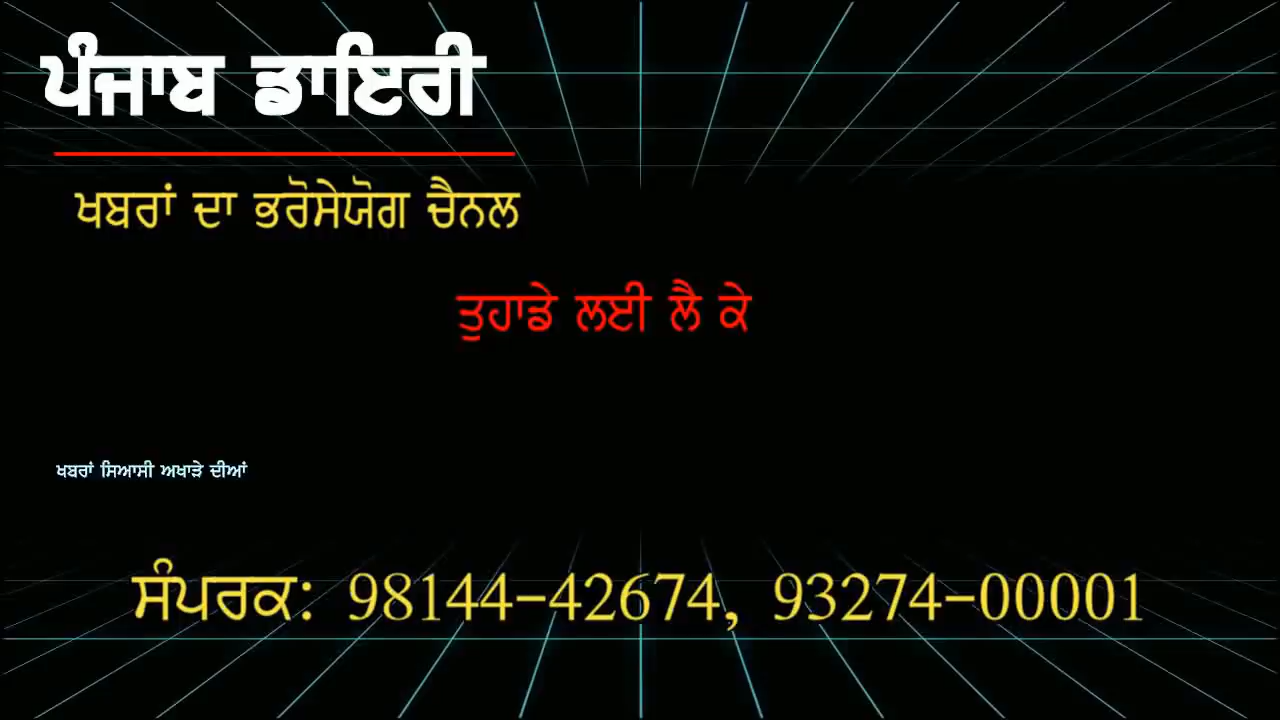 ਪੰਜਾਬ ਡਾਇਰੀ
ਖਬਰਾਂ ਦਾ ਭਰੋਸੇਯੋਗ ਚੈਨਲ
ਤੁਹਾਡੇ ਲਈ ਲੈ ਕੇ
ਖਬਰਾਂ ਸਿਆਸੀ ਅਖਾੜੇ ਦੀਆਂ
ਸੰਪਰਕ: 98144-42674, 93274-00001